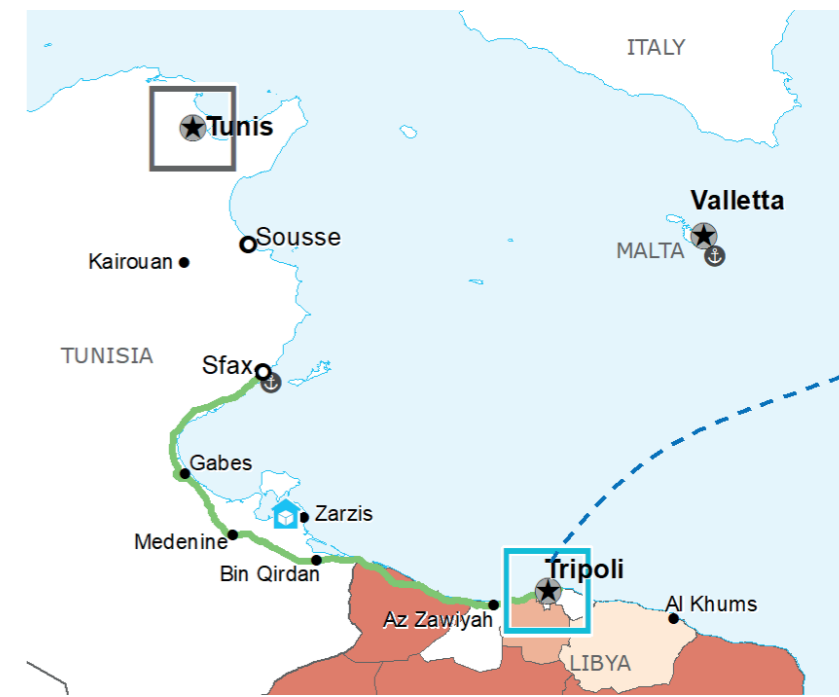 ITALY
Tunis
Valletta
Sousse
MALTA
Kairouan
TUNISIA
Sfax
Gabes
Zarzis
Medenine
Bin Qirdan
Tripoli
Al Khums
Az Zawiyah
LIBYA